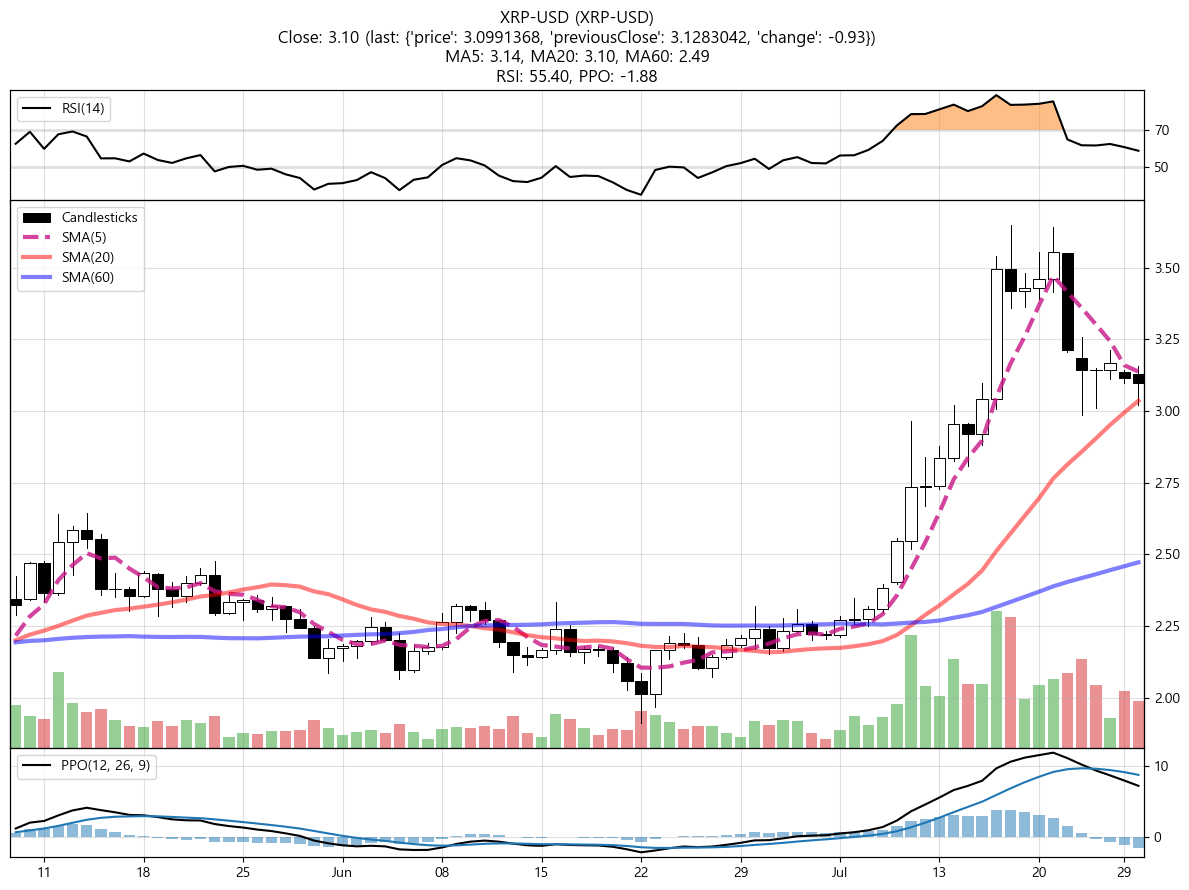 XRP-USD (XRP-USD)
Close: 3.10 (last: {'price': 3.0991368, 'previousClose': 3.1283042, 'change': -0.93})
MA5: 3.14, MA20: 3.10, MA60: 2.49
RSI: 55.40, PPO: -1.88
RSI(14)
70
50
Candlesticks
SMA(5)
SMA(20)
SMA(60)
3.50
3.25
3.00
2.75
2.50
2.25
2.00
PPO(12, 26, 9)
10
0
11 18 25 Jun 08 15 22 29 Jul 13 20 29